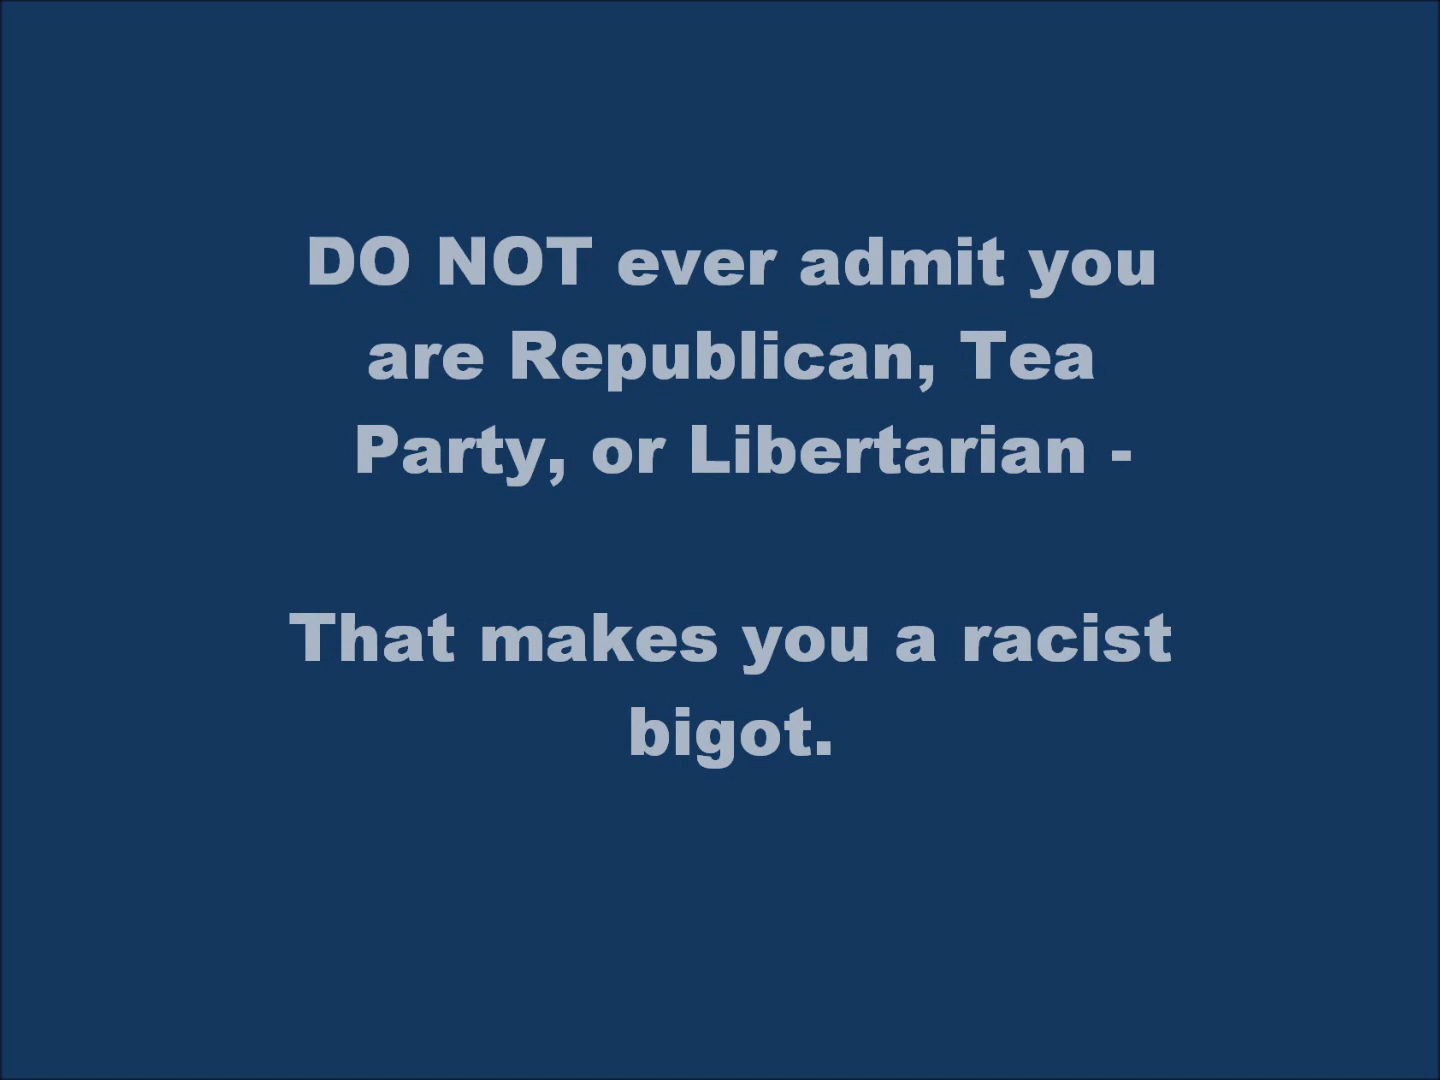 DO NOT ever admit you
are Republican, Tea
Party, or Libertarian -
That makes you a racist
bigot.